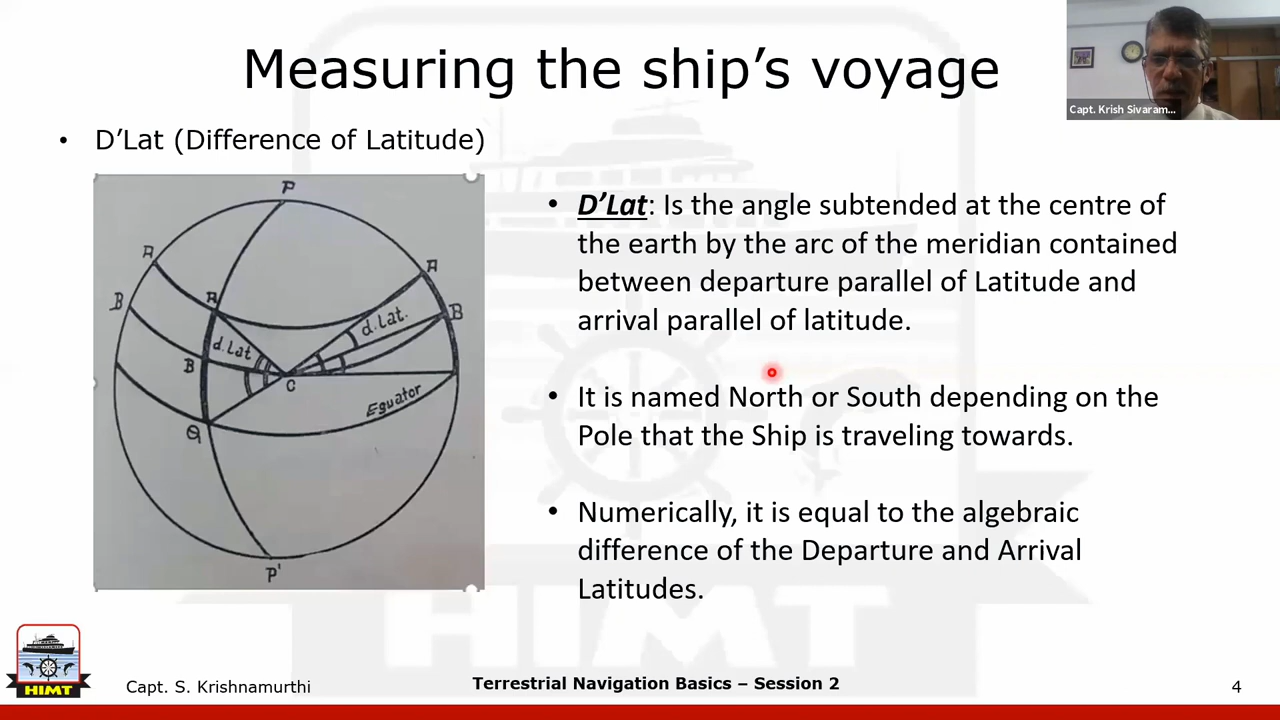 Measuring the ship’s voyage
Capt. Krish Sivaram...
• D’Lat (Difference of Latitude)
P
A
A
A
B
B
B
d.Lat
d.Lat.
C
Equator
Q
P'
• D’Lat: Is the angle subtended at the centre of
the earth by the arc of the meridian contained
between departure parallel of Latitude and
arrival parallel of latitude.
• It is named North or South depending on the
Pole that the Ship is traveling towards.
• Numerically, it is equal to the algebraic
difference of the Departure and Arrival
Latitudes.
HIMT
HIMT
Capt. S. Krishnamurthi
Terrestrial Navigation Basics – Session 2
4